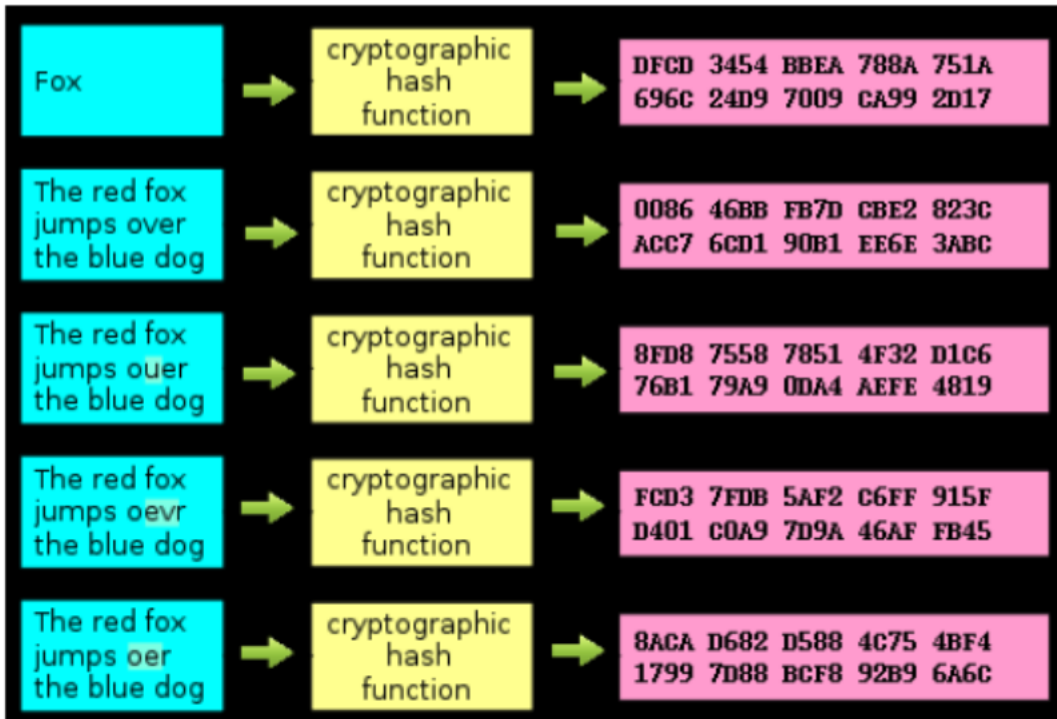 Fox
cryptographic
hash
function
DFCD 3454 BBEA 788A 751A
696C 24D9 7009 CA99 2D17
The red fox
jumps over
the blue dog
cryptographic
hash
function
0086 46BB FB7D CBE2 823C
ACC7 6CD1 90B1 EE6E 3ABC
The red fox
jumps ouer
the blue dog
cryptographic
hash
function
8FD8 7558 7851 4F32 D1C6
76B1 79A9 0DA4 AEFE 4819
The red fox
jumps oevr
the blue dog
cryptographic
hash
function
FCD3 7FDB 5AF2 C6FF 915F
D401 C0A9 7D9A 46AF FB45
The red fox
jumps oer
the blue dog
cryptographic
hash
function
8ACA D682 D588 4C75 4BF4
1799 7D88 BCF8 92B9 6A6C